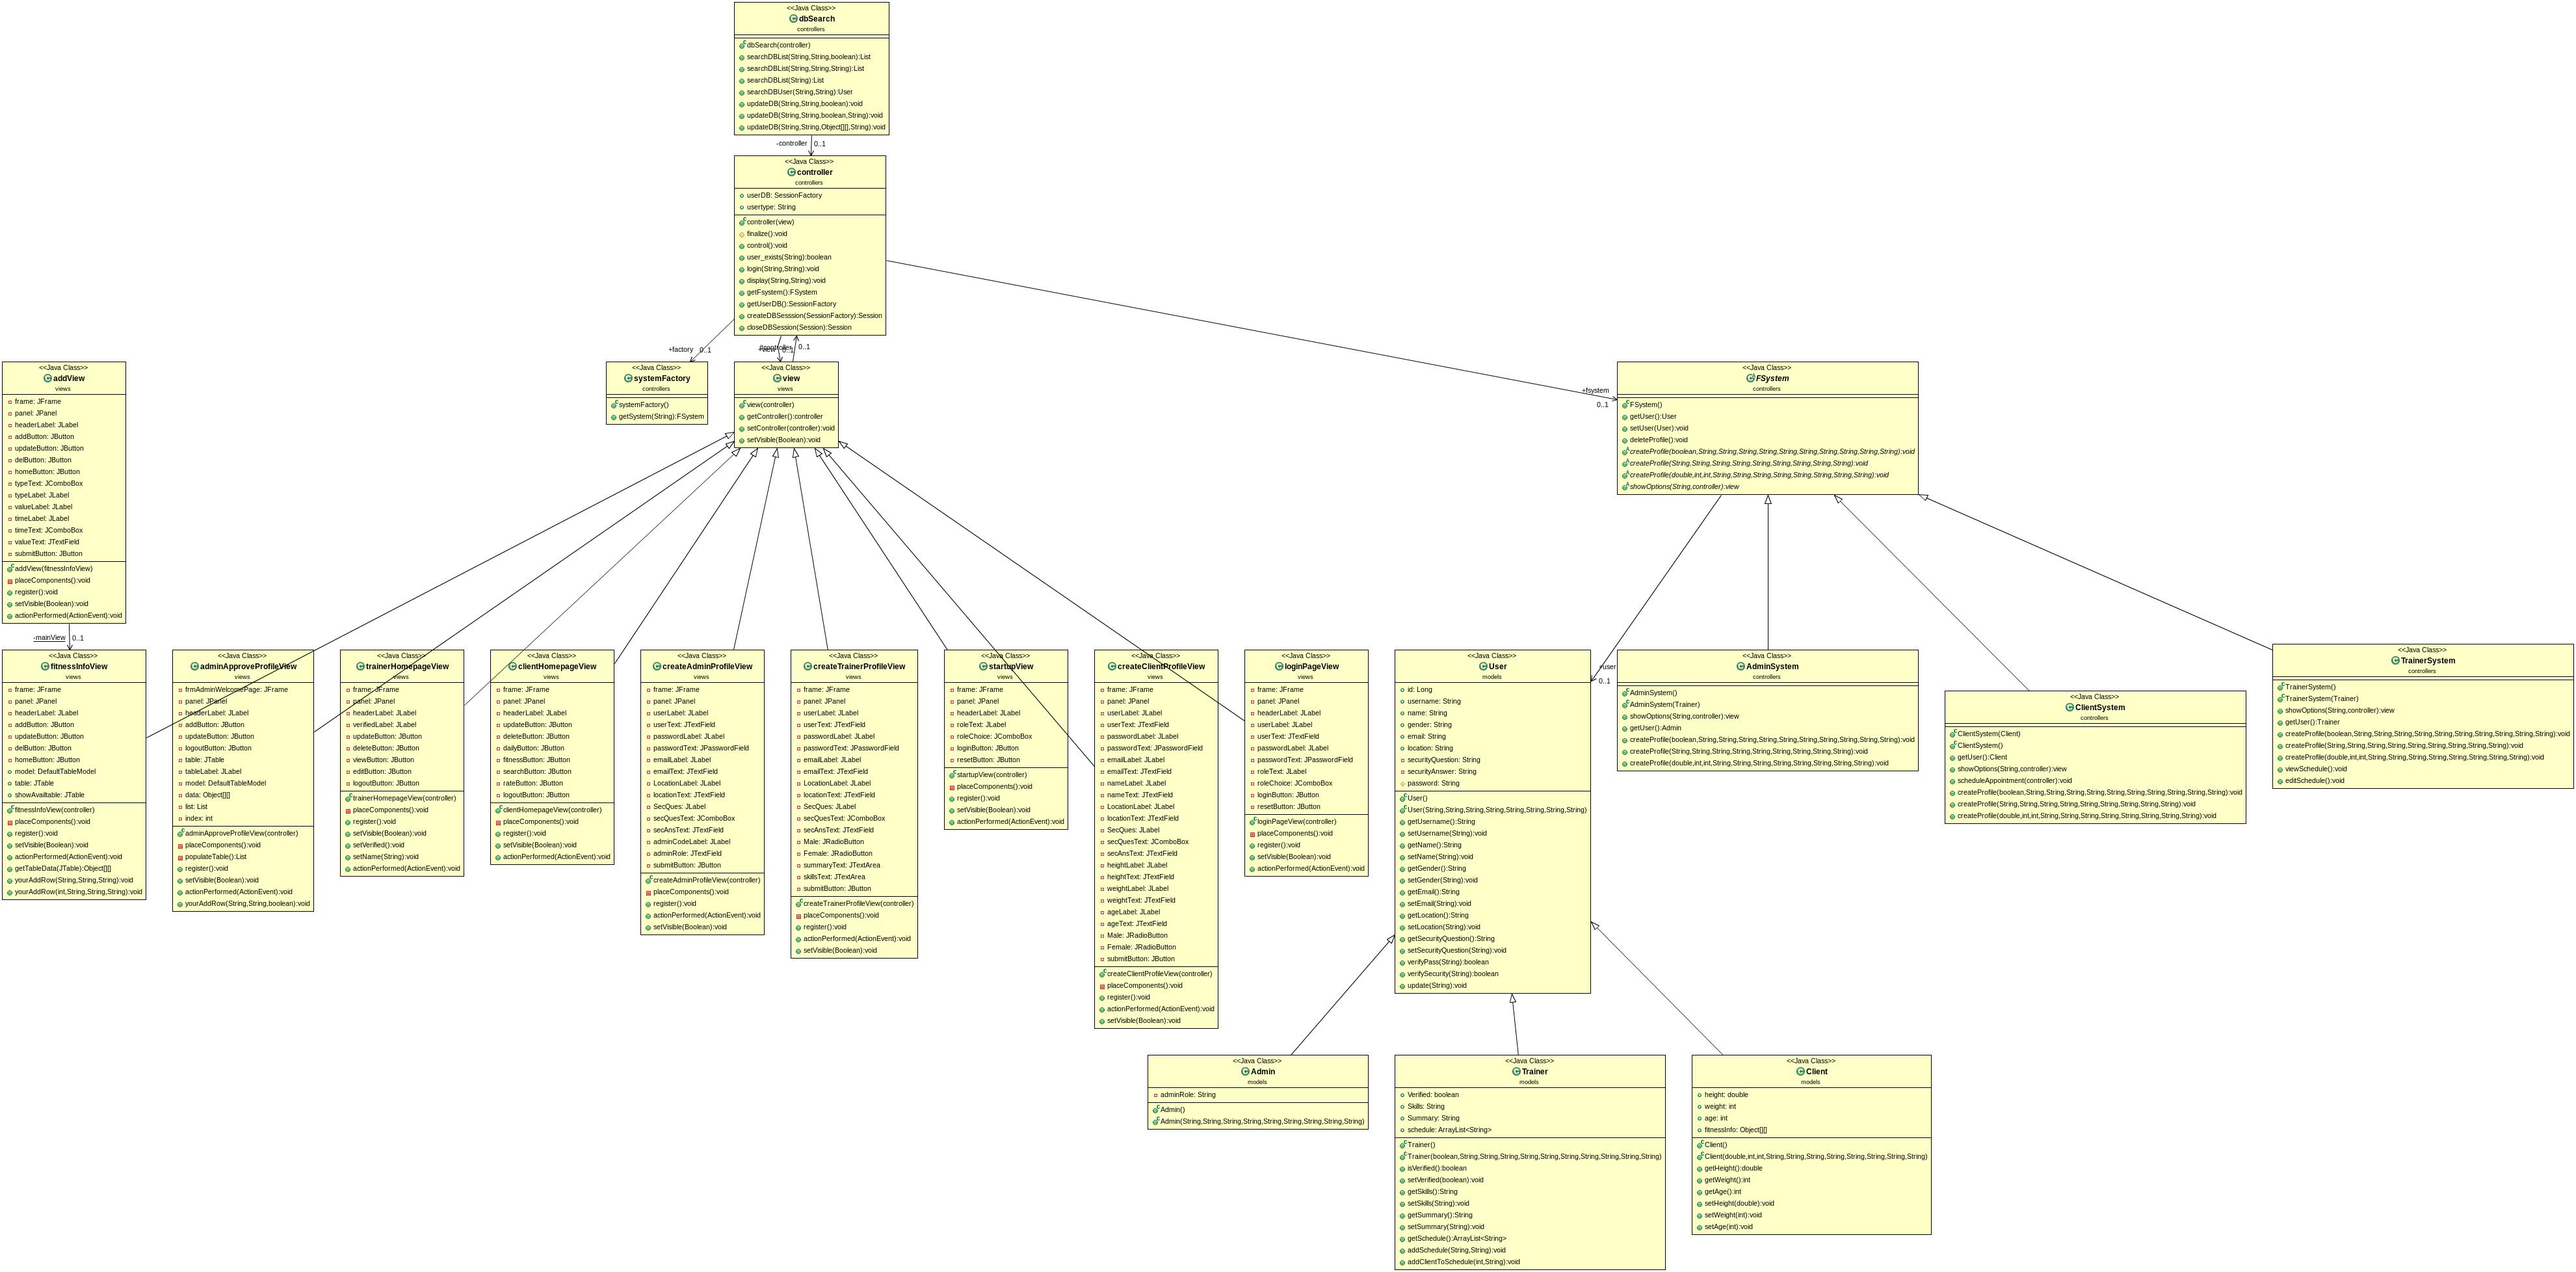 <<Java Class>>
dbSearch
controllers
dbSearch(controller)
searchDBList(String,String,boolean):List
searchDBList(String,String,String):List
searchDBList(String):List
searchDBUser(String,String):User
updateDB(String,String,boolean):void
updateDB(String,String,boolean,String):void
updateDB(String,String,Object[][],String):void
-controller 0..1
<<Java Class>>
controller
controllers
userDB: SessionFactory
usertype: String
controller(view)
finalize():void
control():void
user_exists(String):boolean
login(String,String):void
display(String,String):void
getFsystem():FSystem
getUserDB():SessionFactory
createDBSesssion(SessionFactory):Session
closeDBSession(Session):Session
+factory 0..1
0..1
+fsystem
0..1
<<Java Class>>
addView
views
frame: JFrame
panel: JPanel
headerLabel: JLabel
addButton: JButton
updateButton: JButton
delButton: JButton
homeButton: JButton
typeText: JComboBox
typeLabel: JLabel
valueLabel: JLabel
timeLabel: JLabel
timeText: JComboBox
valueText: JTextField
submitButton: JButton
addView(fitnessInfoView)
placeComponents():void
register():void
setVisible(Boolean):void
actionPerformed(ActionEvent):void
-mainView 0..1
<<Java Class>>
systemFactory
controllers
systemFactory()
getSystem(String):FSystem
<<Java Class>>
view
views
view(controller)
getController():controller
setController(controller):void
setVisible(Boolean):void
<<Java Class>>
FSystem
controllers
FSystem()
getUser():User
setUser(User):void
deleteProfile():void
createProfile(boolean,String,String,String,String,String,String,String,String,String,String):void
createProfile(String,String,String,String,String,String,String,String,String):void
createProfile(double,int,int,String,String,String,String,String,String,String,String):void
showOptions(String,controller):view
<<Java Class>>
fitnessInfoView
views
frame: JFrame
panel: JPanel
headerLabel: JLabel
addButton: JButton
updateButton: JButton
delButton: JButton
homeButton: JButton
model: DefaultTableModel
table: JTable
showAvailtable: JTable
fitnessInfoView(controller)
placeComponents():void
register():void
setVisible(Boolean):void
actionPerformed(ActionEvent):void
getTableData(JTable):Object[][]
yourAddRow(String,String,String):void
yourAddRow(int,String,String,String):void
<<Java Class>>
adminApproveProfileView
views
frmAdminWelcomePage: JFrame
panel: JPanel
headerLabel: JLabel
addButton: JButton
updateButton: JButton
logoutButton: JButton
table: JTable
tableLabel: JLabel
model: DefaultTableModel
data: Object[][]
list: List
index: int
adminApproveProfileView(controller)
placeComponents():void
populateTable():List
register():void
setVisible(Boolean):void
actionPerformed(ActionEvent):void
yourAddRow(String,String,boolean):void
<<Java Class>>
trainerHomepageView
views
frame: JFrame
panel: JPanel
headerLabel: JLabel
verifiedLabel: JLabel
updateButton: JButton
deleteButton: JButton
viewButton: JButton
editButton: JButton
logoutButton: JButton
trainerHomepageView(controller)
placeComponents():void
register():void
setVisible(Boolean):void
setVerified():void
setName(String):void
actionPerformed(ActionEvent):void
<<Java Class>>
clientHomepageView
views
frame: JFrame
panel: JPanel
headerLabel: JLabel
updateButton: JButton
deleteButton: JButton
dailyButton: JButton
fitnessButton: JButton
searchButton: JButton
rateButton: JButton
logoutButton: JButton
clientHomepageView(controller)
placeComponents():void
register():void
setVisible(Boolean):void
actionPerformed(ActionEvent):void
<<Java Class>>
createAdminProfileView
views
frame: JFrame
panel: JPanel
userLabel: JLabel
userText: JTextField
passwordLabel: JLabel
passwordText: JPasswordField
emailLabel: JLabel
emailText: JTextField
LocationLabel: JLabel
locationText: JTextField
SecQues: JLabel
secQuesText: JComboBox
secAnsText: JTextField
adminCodeLabel: JLabel
adminRole: JTextField
submitButton: JButton
createAdminProfileView(controller)
placeComponents():void
register():void
actionPerformed(ActionEvent):void
setVisible(Boolean):void
<<Java Class>>
createTrainerProfileView
views
frame: JFrame
panel: JPanel
userLabel: JLabel
userText: JTextField
passwordLabel: JLabel
passwordText: JPasswordField
emailLabel: JLabel
emailText: JTextField
LocationLabel: JLabel
locationText: JTextField
SecQues: JLabel
secQuesText: JComboBox
secAnsText: JTextField
Male: JRadioButton
Female: JRadioButton
summaryText: JTextArea
skillsText: JTextArea
submitButton: JButton
createTrainerProfileView(controller)
placeComponents():void
register():void
actionPerformed(ActionEvent):void
setVisible(Boolean):void
<<Java Class>>
startupView
views
frame: JFrame
panel: JPanel
headerLabel: JLabel
roleText: JLabel
roleChoice: JComboBox
loginButton: JButton
resetButton: JButton
startupView(controller)
placeComponents():void
register():void
setVisible(Boolean):void
actionPerformed(ActionEvent):void
<<Java Class>>
createClientProfileView
views
frame: JFrame
panel: JPanel
userLabel: JLabel
userText: JTextField
passwordLabel: JLabel
passwordText: JPasswordField
emailLabel: JLabel
emailText: JTextField
nameLabel: JLabel
nameText: JTextField
LocationLabel: JLabel
locationText: JTextField
SecQues: JLabel
secQuesText: JComboBox
secAnsText: JTextField
heightLabel: JLabel
heightText: JTextField
weightLabel: JLabel
weightText: JTextField
ageLabel: JLabel
ageText: JTextField
Male: JRadioButton
Female: JRadioButton
submitButton: JButton
createClientProfileView(controller)
placeComponents():void
register():void
actionPerformed(ActionEvent):void
setVisible(Boolean):void
<<Java Class>>
loginPageView
views
frame: JFrame
panel: JPanel
headerLabel: JLabel
userLabel: JLabel
userText: JTextField
passwordLabel: JLabel
passwordText: JPasswordField
roleText: JLabel
roleChoice: JComboBox
loginButton: JButton
resetButton: JButton
loginPageView(controller)
placeComponents():void
register():void
setVisible(Boolean):void
actionPerformed(ActionEvent):void
<<Java Class>>
User
models
id: Long
username: String
name: String
gender: String
email: String
location: String
securityQuestion: String
securityAnswer: String
password: String
User()
User(String,String,String,String,String,String,String,String)
getUsername():String
setUsername(String):void
getName():String
setName(String):void
getGender():String
setGender(String):void
getEmail():String
setEmail(String):void
getLocation():String
setLocation(String):void
getSecurityQuestion():String
setSecurityQuestion(String):void
verifyPass(String):boolean
verifySecurity(String):boolean
update(String):void
+user
0..1
<<Java Class>>
AdminSystem
controllers
AdminSystem()
AdminSystem(Trainer)
showOptions(String,controller):view
getUser():Admin
createProfile(boolean,String,String,String,String,String,String,String,String,String,String):void
createProfile(String,String,String,String,String,String,String,String,String):void
createProfile(double,int,int,String,String,String,String,String,String,String,String):void
<<Java Class>>
ClientSystem
controllers
ClientSystem(Client)
ClientSystem()
getUser():Client
showOptions(String,controller):view
scheduleAppointment(controller):void
createProfile(boolean,String,String,String,String,String,String,String,String,String,String):void
createProfile(String,String,String,String,String,String,String,String,String):void
createProfile(double,int,int,String,String,String,String,String,String,String,String):void
<<Java Class>>
TrainerSystem
controllers
TrainerSystem()
TrainerSystem(Trainer)
showOptions(String,controller):view
getUser():Trainer
createProfile(boolean,String,String,String,String,String,String,String,String,String,String):void
createProfile(String,String,String,String,String,String,String,String,String):void
createProfile(double,int,int,String,String,String,String,String,String,String,String):void
viewSchedule():void
editSchedule():void
<<Java Class>>
Admin
models
adminRole: String
Admin()
Admin(String,String,String,String,String,String,String,String,String)
<<Java Class>>
Trainer
models
Verified: boolean
Skills: String
Summary: String
schedule: ArrayList<String>
Trainer()
Trainer(boolean,String,String,String,String,String,String,String,String,String,String)
isVerified():boolean
setVerified(boolean):void
getSkills():String
setSkills(String):void
getSummary():String
setSummary(String):void
getSchedule():ArrayList<String>
addSchedule(String,String):void
addClientToSchedule(int,String):void
<<Java Class>>
Client
models
height: double
weight: int
age: int
fitnessInfo: Object[][]
Client()
Client(double,int,int,String,String,String,String,String,String,String,String)
getHeight():double
getWeight():int
getAge():int
setHeight(double):void
setWeight(int):void
setAge(int):void